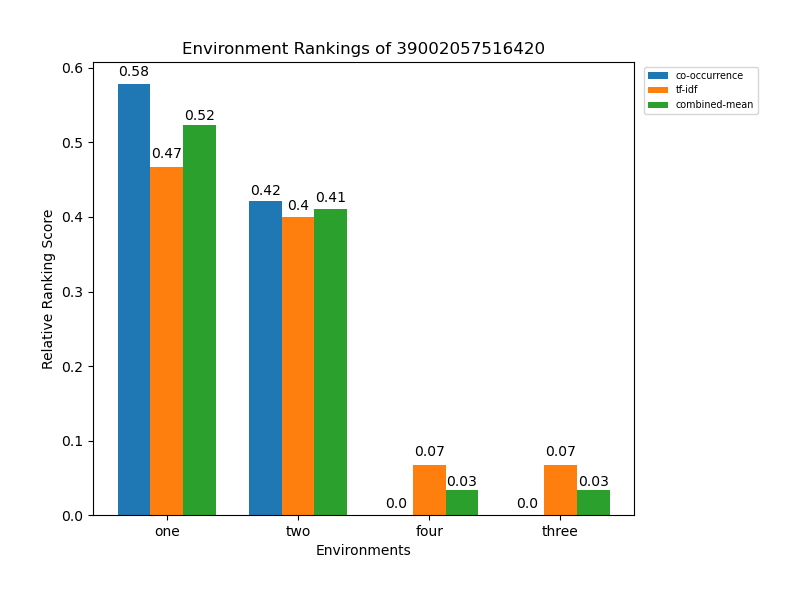 Environment Rankings of 39002057516420
co-occurrence
tf-idf
combined-mean
Relative Ranking Score
0.6
0.5
0.4
0.3
0.2
0.1
0.0
0.58
0.47
0.52
0.42
0.4
0.41
0.0
0.07
0.03
0.0
0.07
0.03
one
two
four
three
Environments